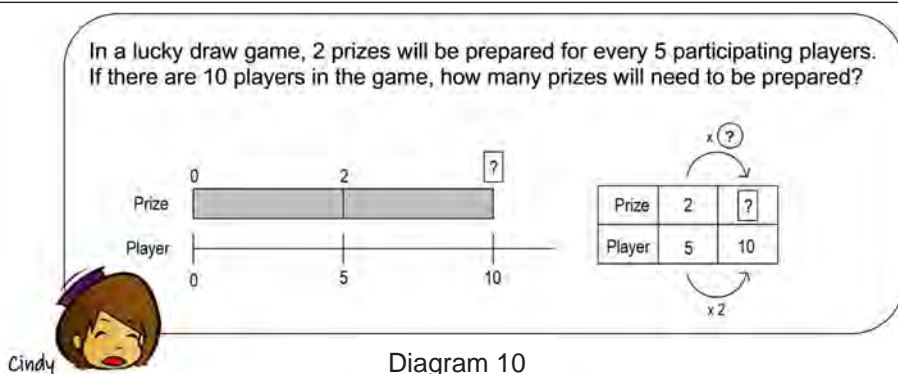 In a lucky draw game, 2 prizes will be prepared for every 5 participating players.
If there are 10 players in the game, how many prizes will need to be prepared?
x ?
0 2 ?
Prize
Player
0 5 10
Prize 2 ?
Player 5 10
x 2
Cindy
Diagram 10